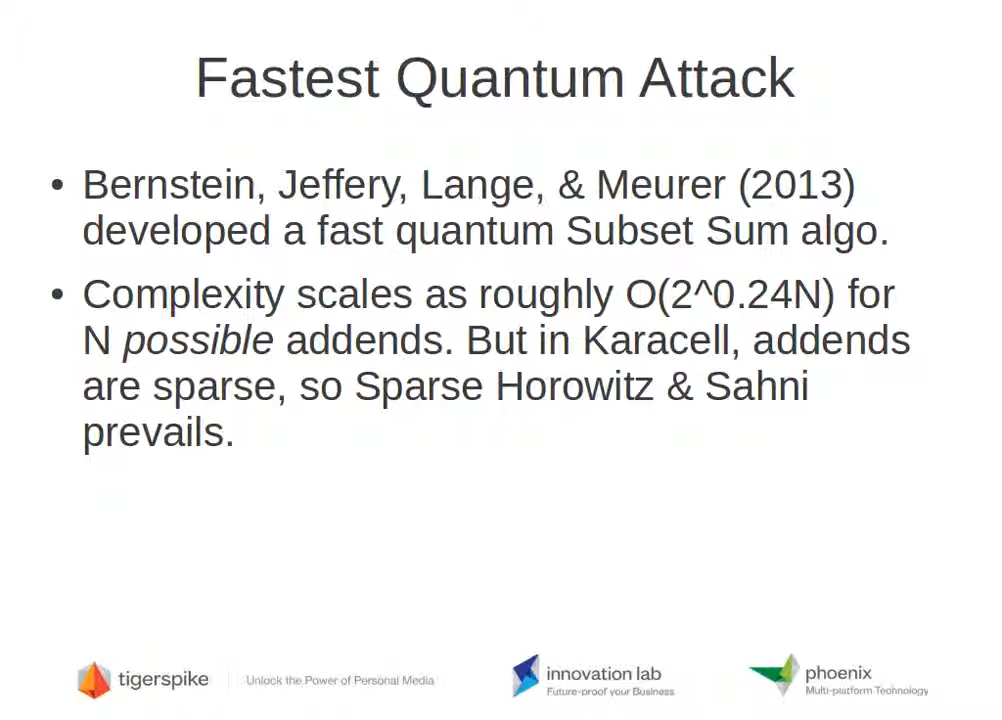 Fastest Quantum Attack
• Bernstein, Jeffery, Lange, & Meurer (2013)
developed a fast quantum Subset Sum algo.
• Complexity scales as roughly O(2^0.24N) for
N possible addends. But in Karacell, addends
are sparse, so Sparse Horowitz & Sahni
prevails.
tigerspike Unlock the Power of Personal Media
innovation lab
Future-proof your Business
phoenix
Multi-platform Technology